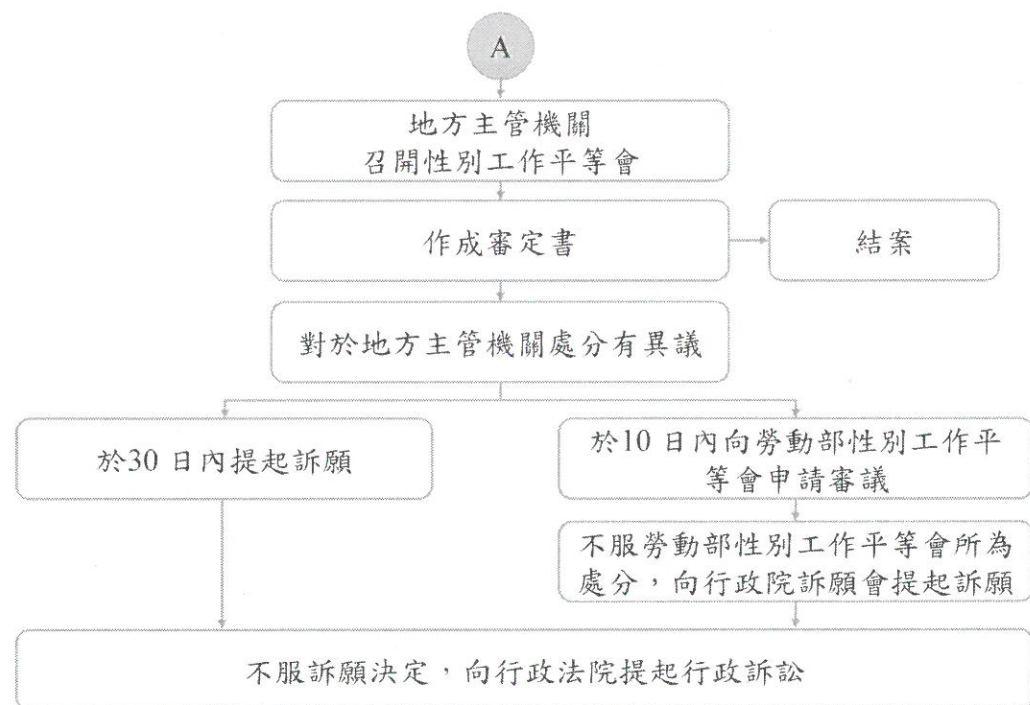 A
地方主管機關
召開性別工作平等會
作成審定書
結案
對於地方主管機關處分有異議
於30 日內提起訴願
於10 日內向勞動部性別工作平
等會申請審議
不服勞動部性別工作平等會所為
處分，向行政院訴願會提起訴願
不服訴願決定，向行政法院提起行政訴訟